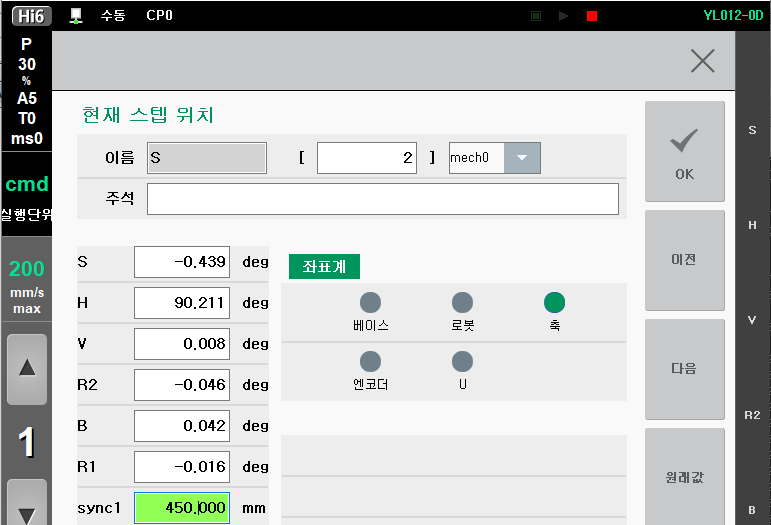 Hi6 수동 CP0 YL012-0D
P
30
%
A5
T0
ms0
cmd
실행단위
200
mm/s
max
1
현재 스텝 위치
이름 S [ 2 ] mech0
주석
S -0.439 deg
H 90.211 deg
V 0.008 deg
R2 -0.046 deg
B 0.042 deg
R1 -0.016 deg
sync1 450.000 mm
좌표계
베이스 로봇 축
엔코더 U
OK
이전
다음
원래값
S
H
V
R2
B